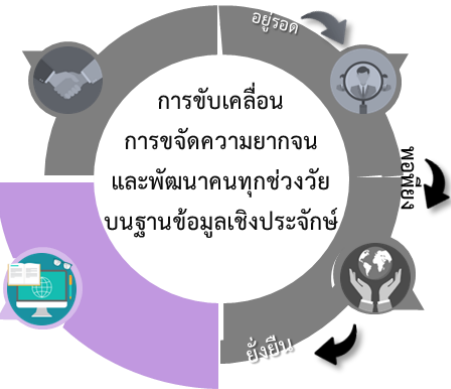 อยู่รอด
การขับเคลื่อน
การขจัดความยากจน
และพัฒนาคนทุกช่วงวัย
บนฐานข้อมูลเชิงประจักษ์
พอเพียง
ยั่งยืน